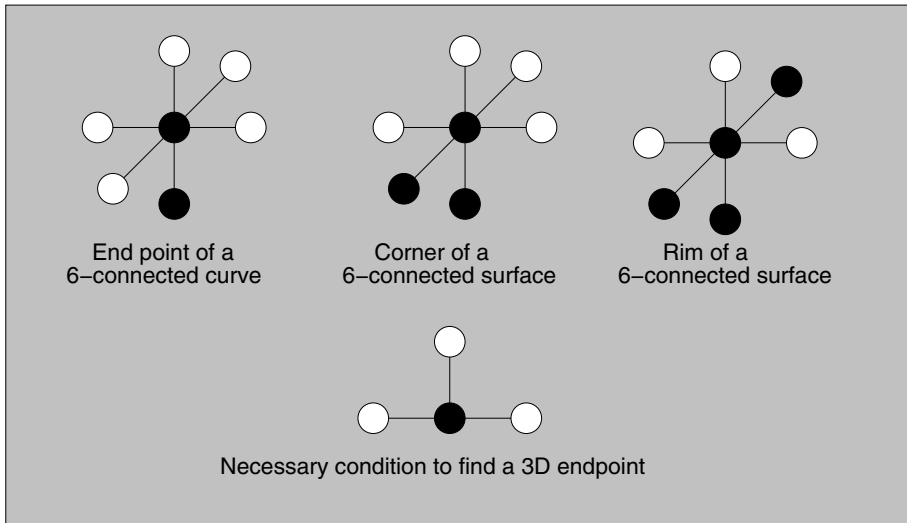 End point of a
6−connected curve
Corner of a
6−connected surface
Rim of a
6−connected surface
Necessary condition to find a 3D endpoint